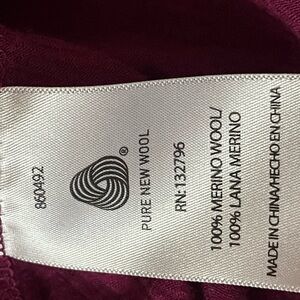 860492
®
PURE NEW WOOL
RN: 132796
100% MERINO WOOL/
100% LANA MERINO
MADE IN CHINA/HECHO EN CHINA